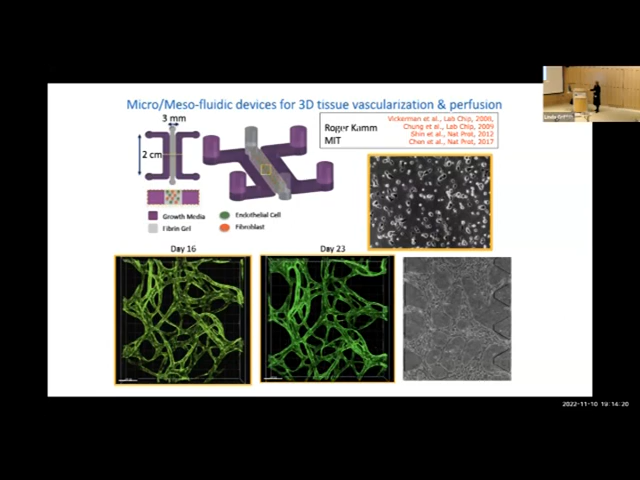 Micro/Meso-fluidic devices for 3D tissue vascularization & perfusion
3 mm
2 cm
Roger Kamm
MIT
Vickerman et al., Lab Chip, 2008,
Chung et al., Lab Chip, 2009
Shin et al., Nat Prot, 2012
Chen et al., Nat Prot, 2017
Growth Media
Endothelial Cell
Fibrin Gel
Fibroblast
Day 16
Day 23
2022-11-10 19:14:20